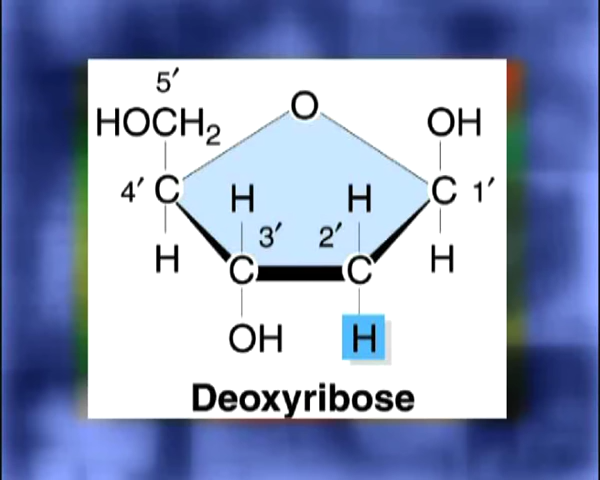 5′
HOCH₂ O OH
4′ C H H C 1′
H 3′ 2′ H
C C
OH H
Deoxyribose